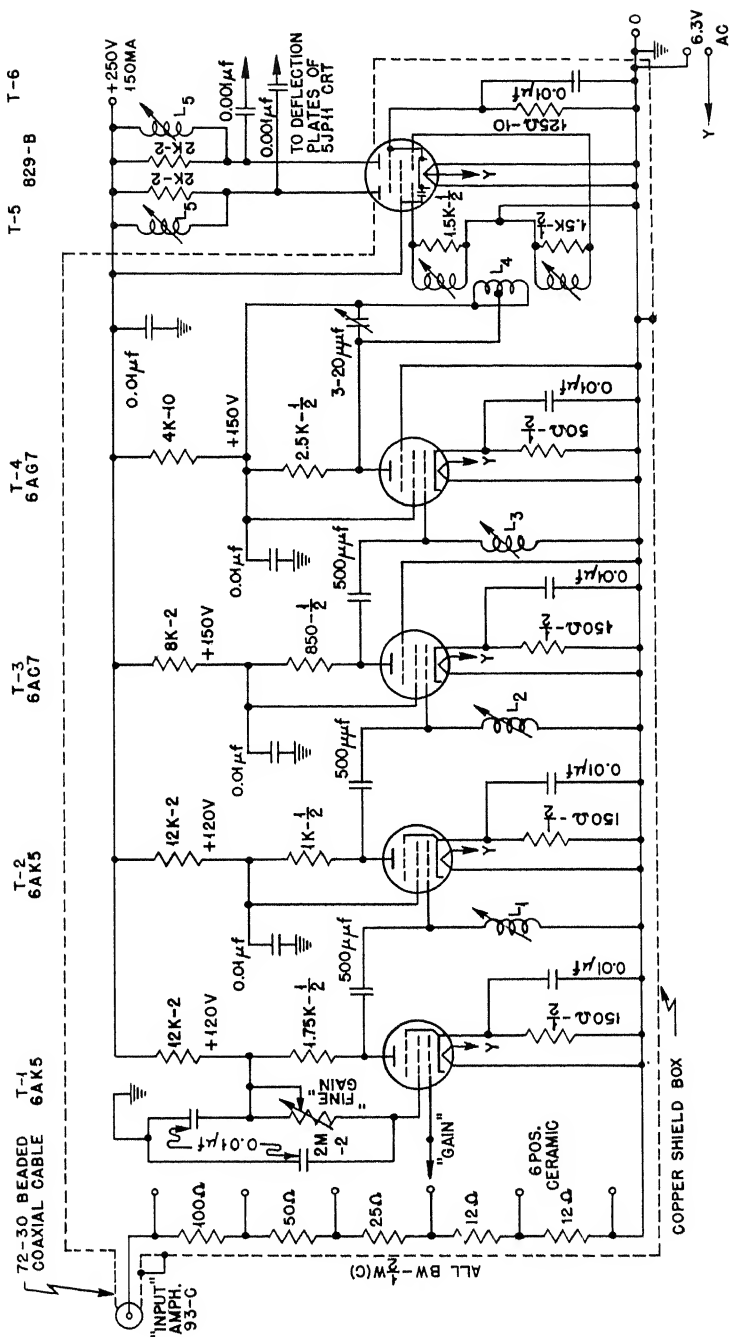 72-30 BEADED
COAXIAL CABLE
T-1
6AK5
T-2
6AK5
T-3
6AC7
T-4
6AG7
T-5 829-B T-6
+250V
150MA
"INPUT"
AMPH.
93-C
ALL BW-½W(C)
100Ω
50Ω
25Ω
12Ω
12Ω
6 POS.
CERAMIC
"GAIN"
0.01μf
2M
-2
"FINE
GAIN"
12K-2
+120V
1.75K-½
500μμf
Y
150Ω-½
0.01μf
L1
12K-2
+120V
0.01μf
1K-½
500μμf
Y
150Ω-½
0.01μf
L2
8K-2
+150V
0.01μf
850-½
500μμf
Y
150Ω-½
0.01μf
L3
4K-10
+150V
0.01μf
0.01μf
2.5K-½
3-20μμf
Y
50Ω-½
0.01μf
L4
1.5K-½
1.5K-½
L5
2K-2
2K-2
L5
0.001μf
0.001μf
TO DEFLECTION
PLATES OF
5JP11 CRT
Y
125Ω-10
0.01μf
0
6.3V
AC
Y
COPPER SHIELD BOX